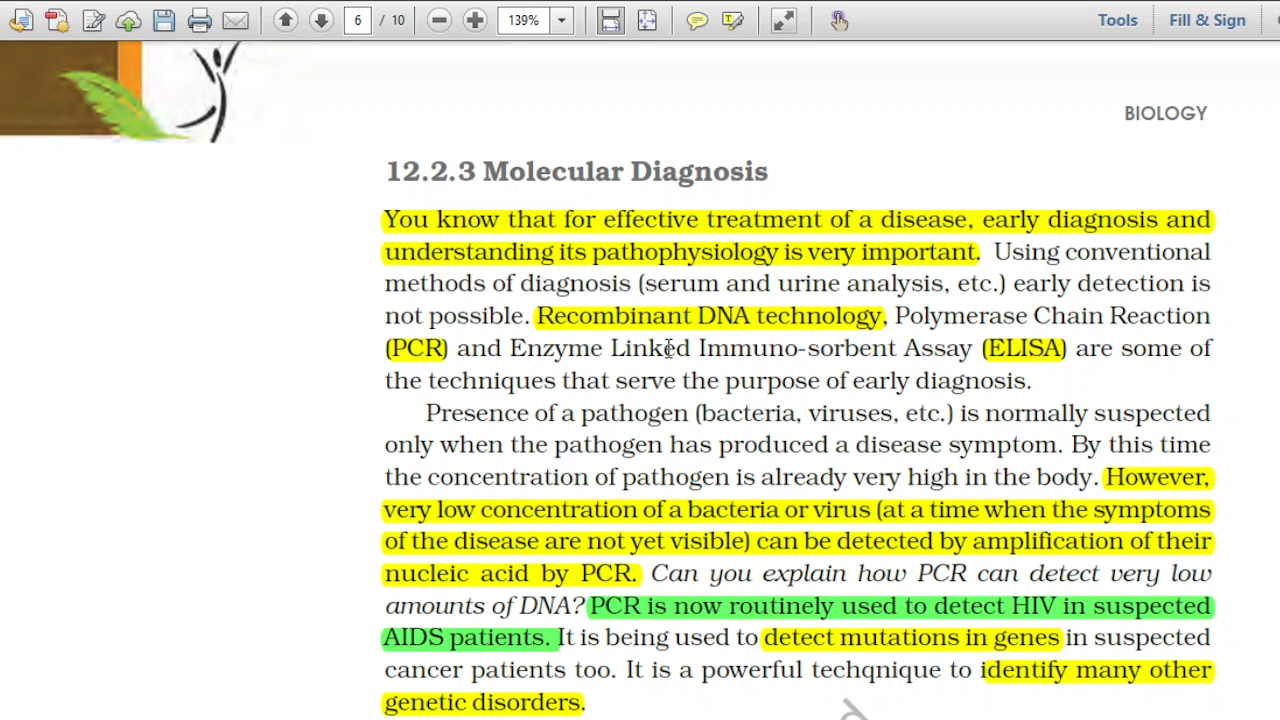 6 / 10
139%
Tools
Fill & Sign
BIOLOGY
12.2.3 Molecular Diagnosis
You know that for effective treatment of a disease, early diagnosis and
understanding its pathophysiology is very important. Using conventional
methods of diagnosis (serum and urine analysis, etc.) early detection is
not possible. Recombinant DNA technology, Polymerase Chain Reaction
(PCR) and Enzyme Linked Immuno-sorbent Assay (ELISA) are some of
the techniques that serve the purpose of early diagnosis.
Presence of a pathogen (bacteria, viruses, etc.) is normally suspected
only when the pathogen has produced a disease symptom. By this time
the concentration of pathogen is already very high in the body. However,
very low concentration of a bacteria or virus (at a time when the symptoms
of the disease are not yet visible) can be detected by amplification of their
nucleic acid by PCR. Can you explain how PCR can detect very low
amounts of DNA? PCR is now routinely used to detect HIV in suspected
AIDS patients. It is being used to detect mutations in genes in suspected
cancer patients too. It is a powerful techqnique to identify many other
genetic disorders.